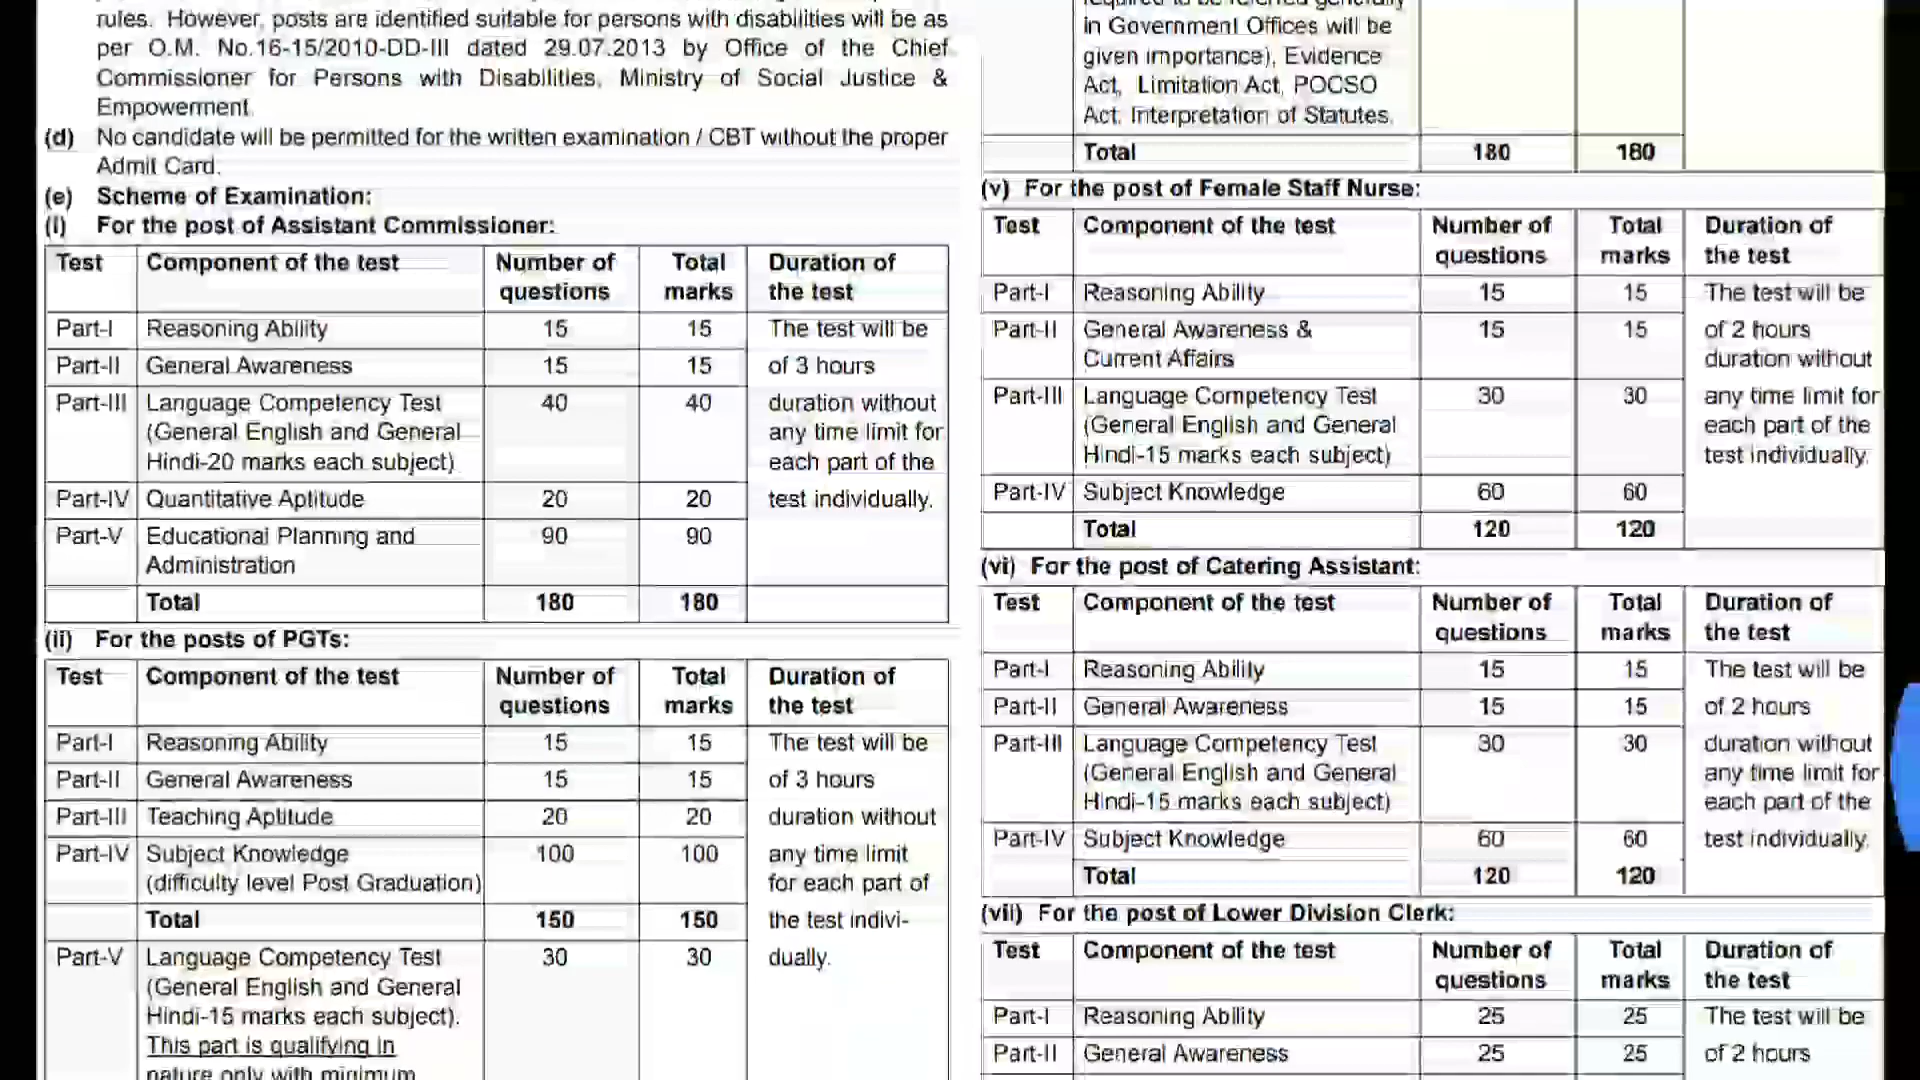 rules. However, posts are identified suitable for persons with disabilities will be as
per O.M. No.16-15/2010-DD-III dated 29.07.2013 by Office of the Chief
Commissioner for Persons with Disabilities, Ministry of Social Justice &
Empowerment.
(d) No candidate will be permitted for the written examination / CBT without the proper
Admit Card.
(e) Scheme of Examination:
(i) For the post of Assistant Commissioner:
Test Component of the test Number of questions Total marks Duration of the test
Part-I Reasoning Ability 15 15 The test will be
Part-II General Awareness 15 15 of 3 hours
Part-III Language Competency Test 40 40 duration without
(General English and General any time limit for
Hindi-20 marks each subject) each part of the
Part-IV Quantitative Aptitude 20 20 test individually.
Part-V Educational Planning and 90 90
Administration
Total 180 180
(ii) For the posts of PGTs:
Test Component of the test Number of questions Total marks Duration of the test
Part-I Reasoning Ability 15 15 The test will be
Part-II General Awareness 15 15 of 3 hours
Part-III Teaching Aptitude 20 20 duration without
Part-IV Subject Knowledge 100 100 any time limit
(difficulty level Post Graduation) for each part of
Total 150 150 the test indivi-
Part-V Language Competency Test 30 30 dually.
(General English and General
Hindi-15 marks each subject).
This part is qualifying in
nature only with minimum
required to be referred generally
in Government Offices will be
given importance), Evidence
Act, Limitation Act, POCSO
Act, Interpretation of Statutes.
Total 180 180
(v) For the post of Female Staff Nurse:
Test Component of the test Number of questions Total marks Duration of the test
Part-I Reasoning Ability 15 15 The test will be
Part-II General Awareness & 15 15 of 2 hours
Current Affairs duration without
Part-III Language Competency Test 30 30 any time limit for
(General English and General each part of the
Hindi-15 marks each subject) test individually.
Part-IV Subject Knowledge 60 60
Total 120 120
(vi) For the post of Catering Assistant:
Test Component of the test Number of questions Total marks Duration of the test
Part-I Reasoning Ability 15 15 The test will be
Part-II General Awareness 15 15 of 2 hours
Part-III Language Competency Test 30 30 duration without
(General English and General any time limit for
Hindi-15 marks each subject) each part of the
Part-IV Subject Knowledge 60 60 test individually.
Total 120 120
(vii) For the post of Lower Division Clerk:
Test Component of the test Number of questions Total marks Duration of the test
Part-I Reasoning Ability 25 25 The test will be
Part-II General Awareness 25 25 of 2 hours